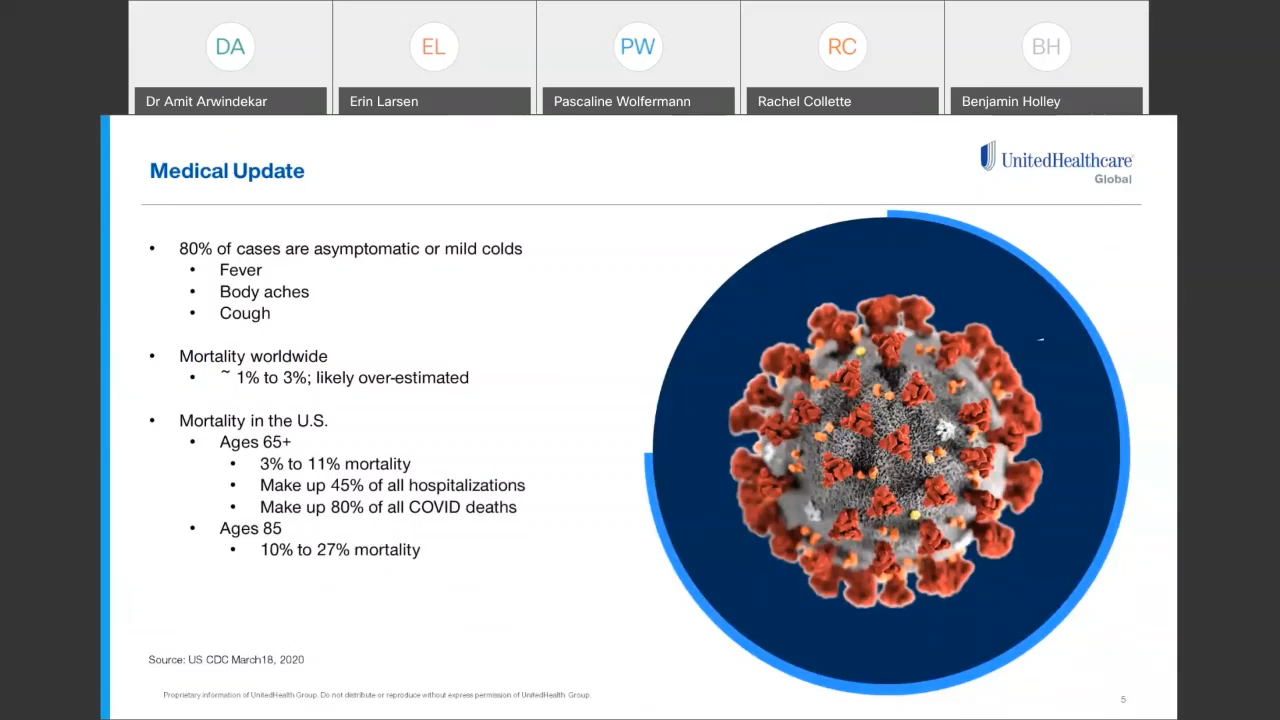 DA
EL
PW
RC
BH
Dr Amit Arwindekar
Erin Larsen
Pascaline Wolfermann
Rachel Collette
Benjamin Holley
Medical Update
UnitedHealthcare
Global
• 80% of cases are asymptomatic or mild colds
• Fever
• Body aches
• Cough
• Mortality worldwide
• ~ 1% to 3%; likely over-estimated
• Mortality in the U.S.
• Ages 65+
• 3% to 11% mortality
• Make up 45% of all hospitalizations
• Make up 80% of all COVID deaths
• Ages 85
• 10% to 27% mortality
Source: US CDC March18, 2020
Proprietary information of UnitedHealth Group. Do not distribute or reproduce without express permission of UnitedHealth Group.
5